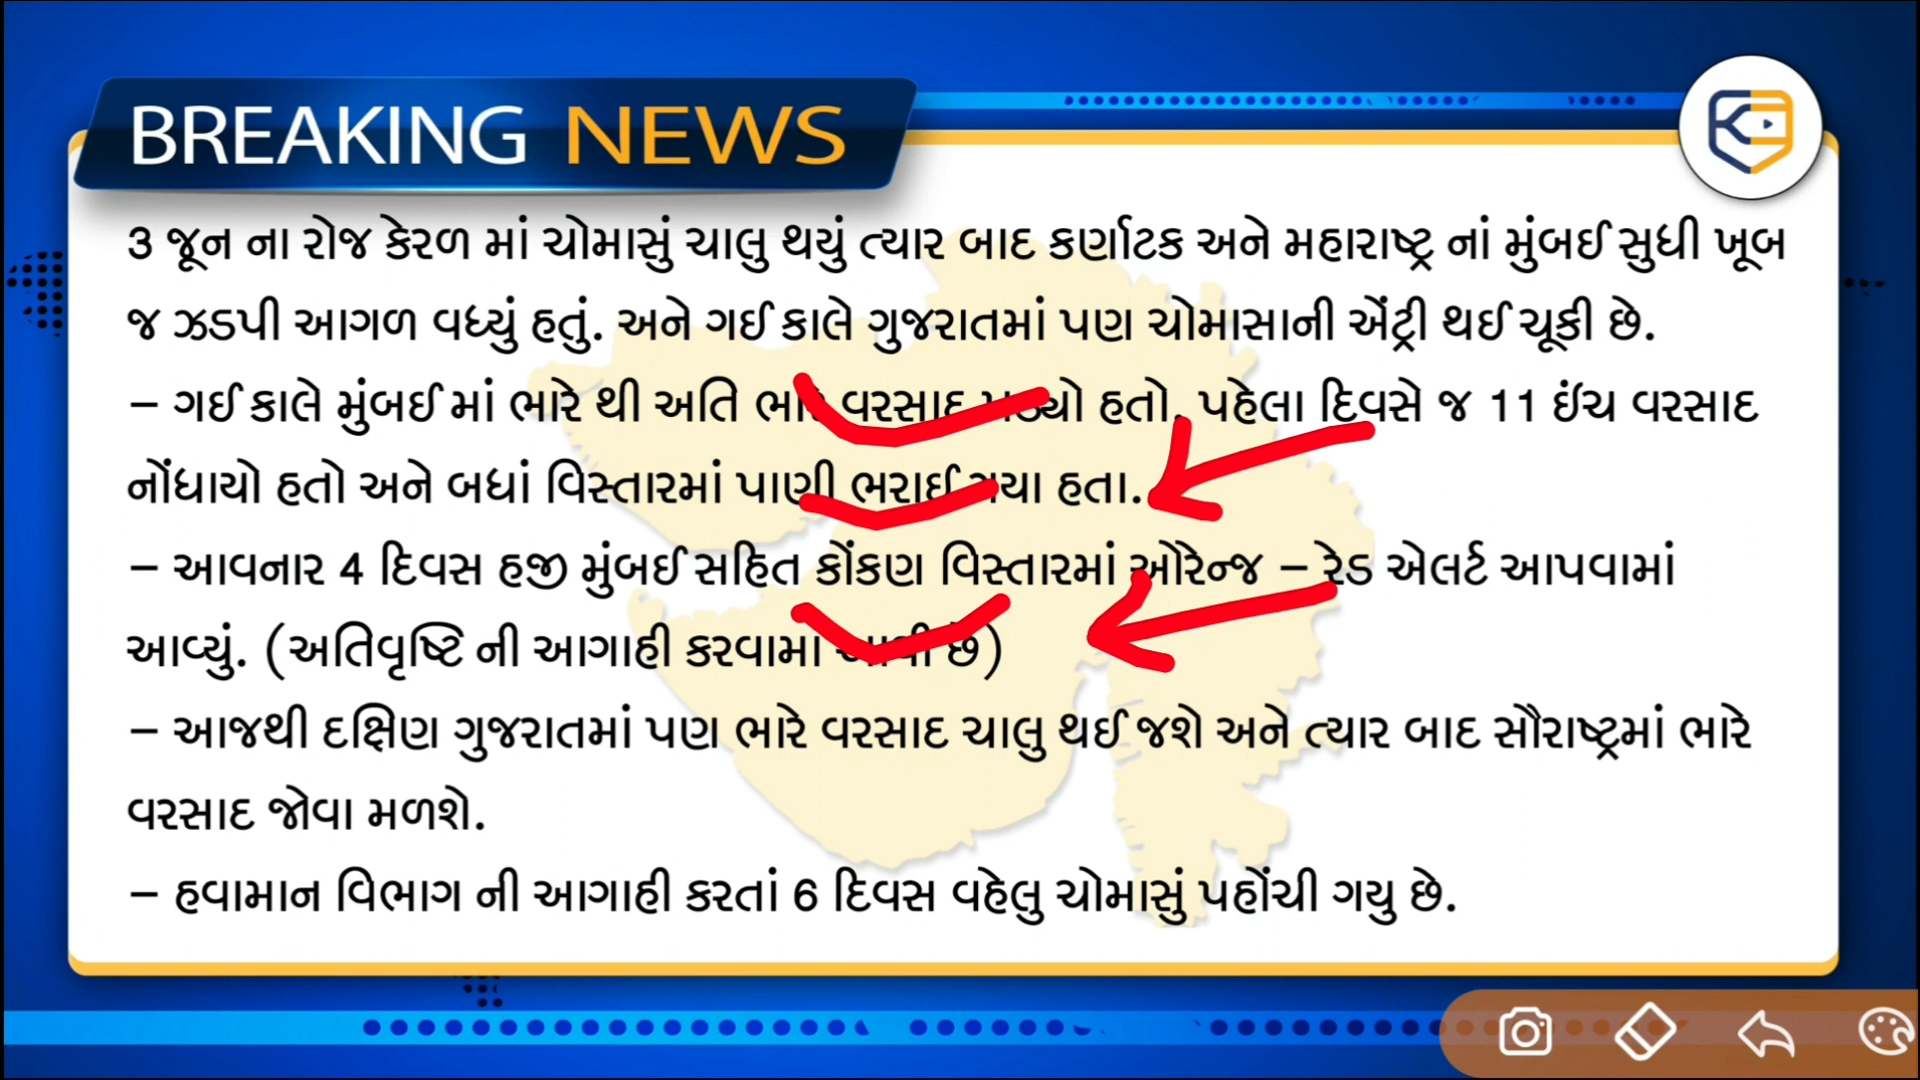 BREAKING NEWS
3 જૂન ના રોજ કેરળ માં ચોમાસું ચાલુ થયું ત્યાર બાદ કર્ણાટક અને મહારાષ્ટ્ર નાં મુંબઈ સુધી ખૂબ
જ ઝડપી આગળ વધ્યું હતું. અને ગઈ કાલે ગુજરાતમાં પણ ચોમાસાની એંટ્રી થઈ ચૂકી છે.
– ગઈ કાલે મુંબઈ માં ભારે થી અતિ ભારે વરસાદ પડ્યો હતો. પહેલા દિવસે જ 11 ઇંચ વરસાદ
નોંધાયો હતો અને બધાં વિસ્તારમાં પાણી ભરાઈ ગયા હતા.
– આવનાર 4 દિવસ હજી મુંબઈ સહિત કોંકણ વિસ્તારમાં ઓરેન્જ – રેડ એલર્ટ આપવામાં
આવ્યું. (અતિવૃષ્ટિ ની આગાહી કરવામાં આવી છે)
– આજથી દક્ષિણ ગુજરાતમાં પણ ભારે વરસાદ ચાલુ થઈ જશે અને ત્યાર બાદ સૌરાષ્ટ્રમાં ભારે
વરસાદ જોવા મળશે.
– હવામાન વિભાગ ની આગાહી કરતાં 6 દિવસ વહેલુ ચોમાસું પહોંચી ગયુ છે.